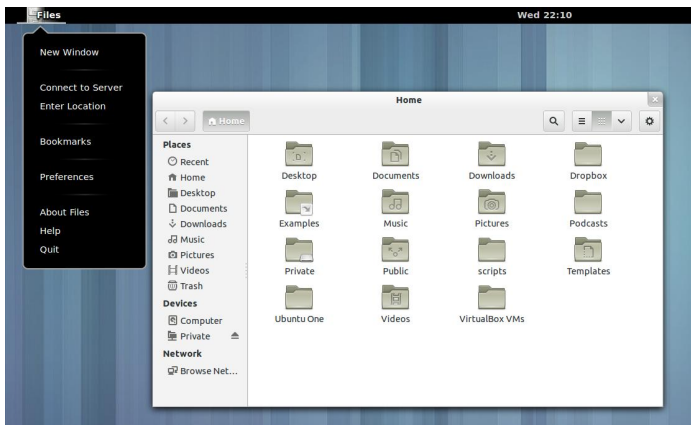 Files
Wed 22:10
New Window
Connect to Server
Enter Location
Bookmarks
Preferences
About Files
Help
Quit
Home
Home
Places
Recent
Home
Desktop
Documents
Downloads
Music
Pictures
Videos
Trash
Devices
Computer
Private
Network
Browse Net...
Desktop
Documents
Downloads
Dropbox
Examples
Music
Pictures
Podcasts
Private
Public
scripts
Templates
Ubuntu One
Videos
VirtualBox VMs